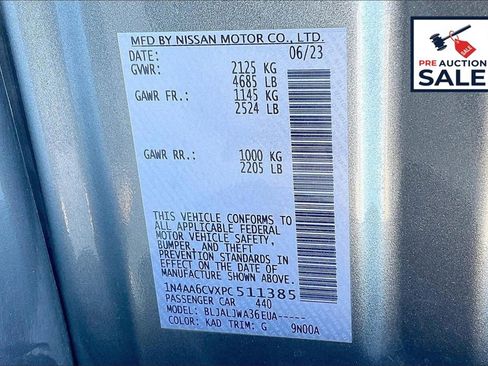 MFD BY NISSAN MOTOR CO., LTD.
DATE: 06/23
GVWR: 2125 KG
4685 LB
GAWR FR.: 1145 KG
2524 LB
GAWR RR.: 1000 KG
2205 LB
THIS VEHICLE CONFORMS TO
ALL APPLICABLE FEDERAL
MOTOR VEHICLE SAFETY,
BUMPER, AND THEFT
PREVENTION STANDARDS IN
EFFECT ON THE DATE OF
MANUFACTURE SHOWN ABOVE.
1N4AA6CVXPC511385
PASSENGER CAR 440
MODEL: BLJALJWA36EUA-----
COLOR: KAD TRIM: G 9N00A
PRE AUCTION
SALE
SALE